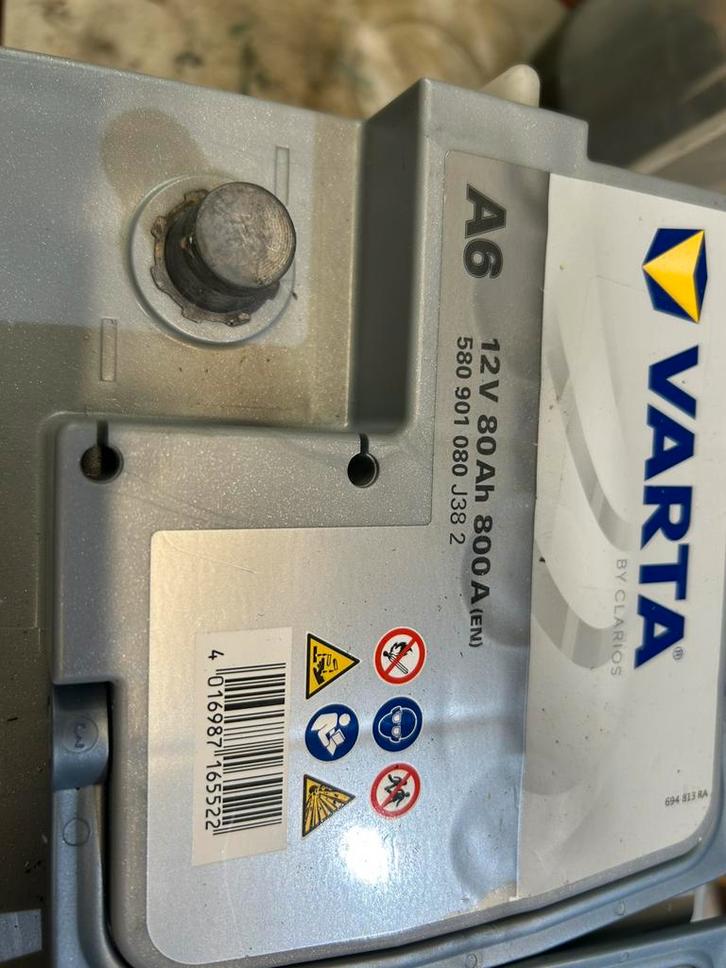 VARTA®
BY CLARIOS
694 813 RA
A6
12V 80Ah 800A (EN)
580 901 080 J38 2
4 016987 165522